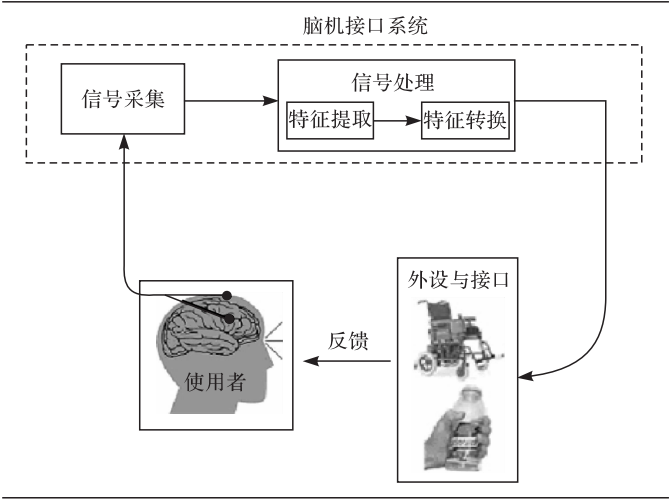 脑机接口系统
信号采集
信号处理
特征提取
特征转换
外设与接口
反馈
使用者